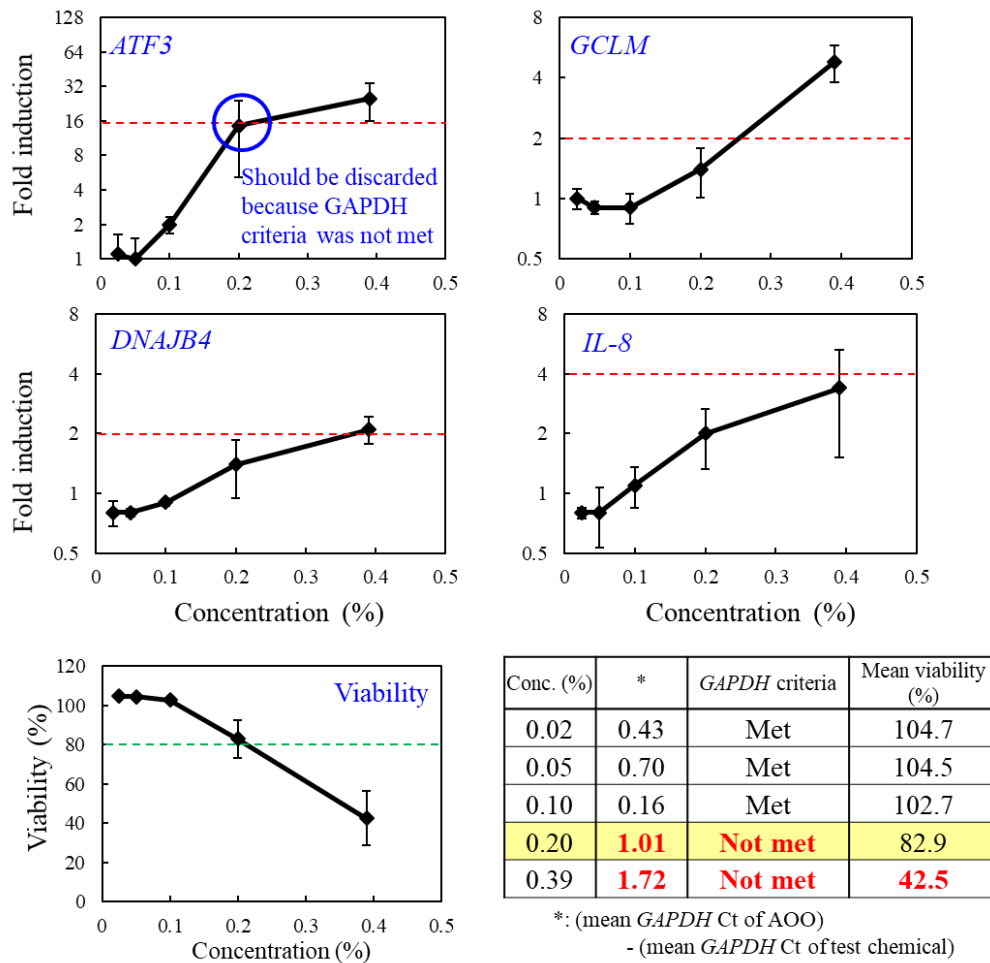 ATF3
Fold induction
128
64
32
16
8
4
2
1
0
0.1
0.2
0.3
0.4
0.5
Should be discarded
because GAPDH
criteria was not met
GCLM
8
4
2
1
0.5
0
0.1
0.2
0.3
0.4
0.5
DNAJB4
Fold induction
8
4
2
1
0.5
0
0.1
0.2
0.3
0.4
0.5
Concentration (%)
IL-8
8
4
2
1
0.5
0
0.1
0.2
0.3
0.4
0.5
Concentration (%)
Viability
Viability (%)
120
100
80
60
40
20
0
0
0.1
0.2
0.3
0.4
0.5
Concentration (%)
Conc. (%) * GAPDH criteria Mean viability (%)
0.02 0.43 Met 104.7
0.05 0.70 Met 104.5
0.10 0.16 Met 102.7
0.20 1.01 Not met 82.9
0.39 1.72 Not met 42.5
*: (mean GAPDH Ct of AOO)
- (mean GAPDH Ct of test chemical)